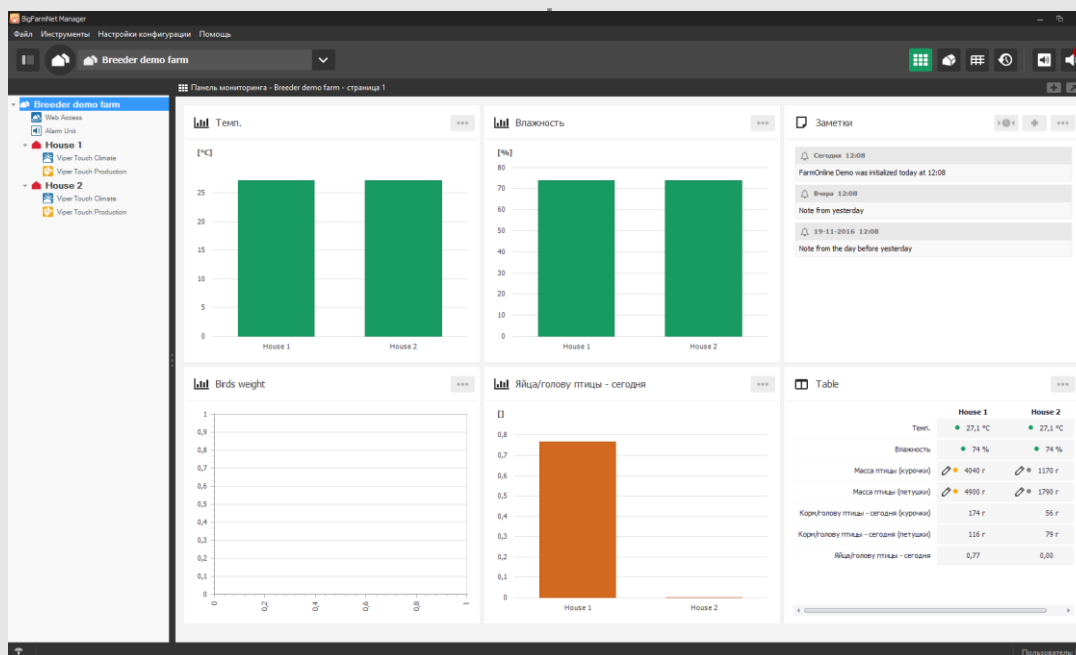 BigFarmNet Manager
Файл Инструменты Настройки конфигурации Помощь
Breeder demo farm
Панель мониторинга - Breeder demo farm - страница 1
Breeder demo farm
Web Access
Alarm Unit
House 1
Viper Touch Climate
Viper Touch Production
House 2
Viper Touch Climate
Viper Touch Production
Темп.
[°C]
25
20
15
10
5
0
House 1 House 2
Влажность
[%]
80
70
60
50
40
30
20
10
0
House 1 House 2
Заметки
Сегодня 12:08
FarmOnline Demo was initialized today at 12:08
Вчера 12:08
Note from yesterday
19-11-2016 12:08
Note from the day before yesterday
Birds weight
1
0,9
0,8
0,7
0,6
0,5
0,4
0,3
0,2
0,1
0
0 0,2 0,4 0,6 0,8 1
Яйца/голову птицы - сегодня
[]
0,8
0,7
0,6
0,5
0,4
0,3
0,2
0,1
0
House 1 House 2
Table
House 1 House 2
Темп. 27,1 °C 27,1 °C
Влажность 74 % 74 %
Масса птицы (курочки) 4040 г 1170 г
Масса птицы (петушки) 4900 г 1790 г
Корм/голову птицы - сегодня (курочки) 174 г 56 г
Корм/голову птицы - сегодня (петушки) 116 г 79 г
Яйца/голову птицы - сегодня 0,77 0,00
Пользователь: